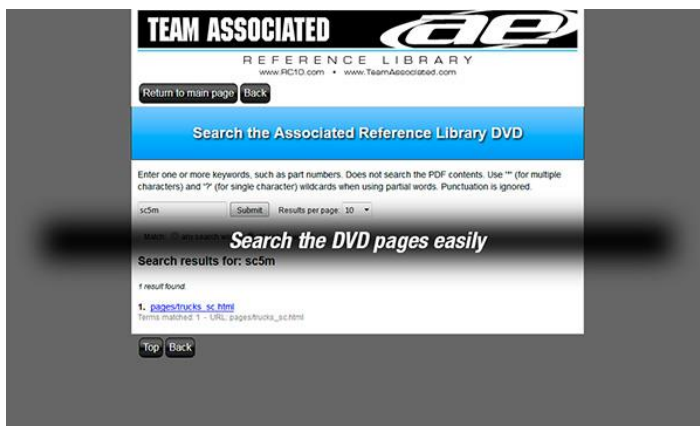 TEAM ASSOCIATED ae
REFERENCE LIBRARY
www.RC10.com • www.TeamAssociated.com
Return to main page Back
Search the Associated Reference Library DVD
Enter one or more keywords, such as part numbers. Does not search the PDF contents. Use "*" (for multiple
characters) and "?" (for single character) wildcards when using partial words. Punctuation is ignored.
sc5m Submit Results per page: 10
Match: any search
Search the DVD pages easily
Search results for: sc5m
1 result found.
1. pages/trucks_sc.html
Terms matched: 1 - URL: pages/trucks_sc.html
Top Back